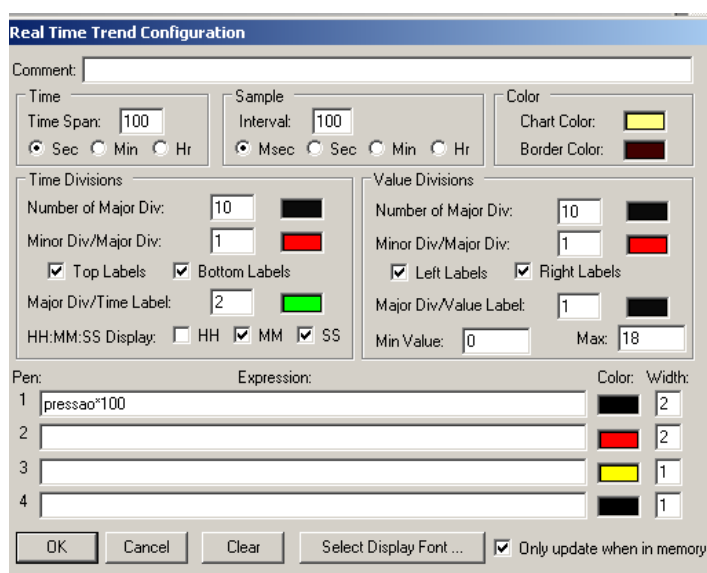 Real Time Trend Configuration
Comment:
Time Sample Color
Time Span: 100 Interval: 100 Chart Color:
Sec Min Hr Msec Sec Min Hr Border Color:
Time Divisions Value Divisions
Number of Major Div: 10 Number of Major Div: 10
Minor Div/Major Div: 1 Minor Div/Major Div: 1
Top Labels Bottom Labels Left Labels Right Labels
Major Div/Time Label: 2 Major Div/Value Label: 1
HH:MM:SS Display: HH MM SS Min Value: 0 Max: 18
Pen: Expression: Color: Width:
1 pressao*100 2
2 2
3 1
4 1
OK Cancel Clear Select Display Font ... Only update when in memory